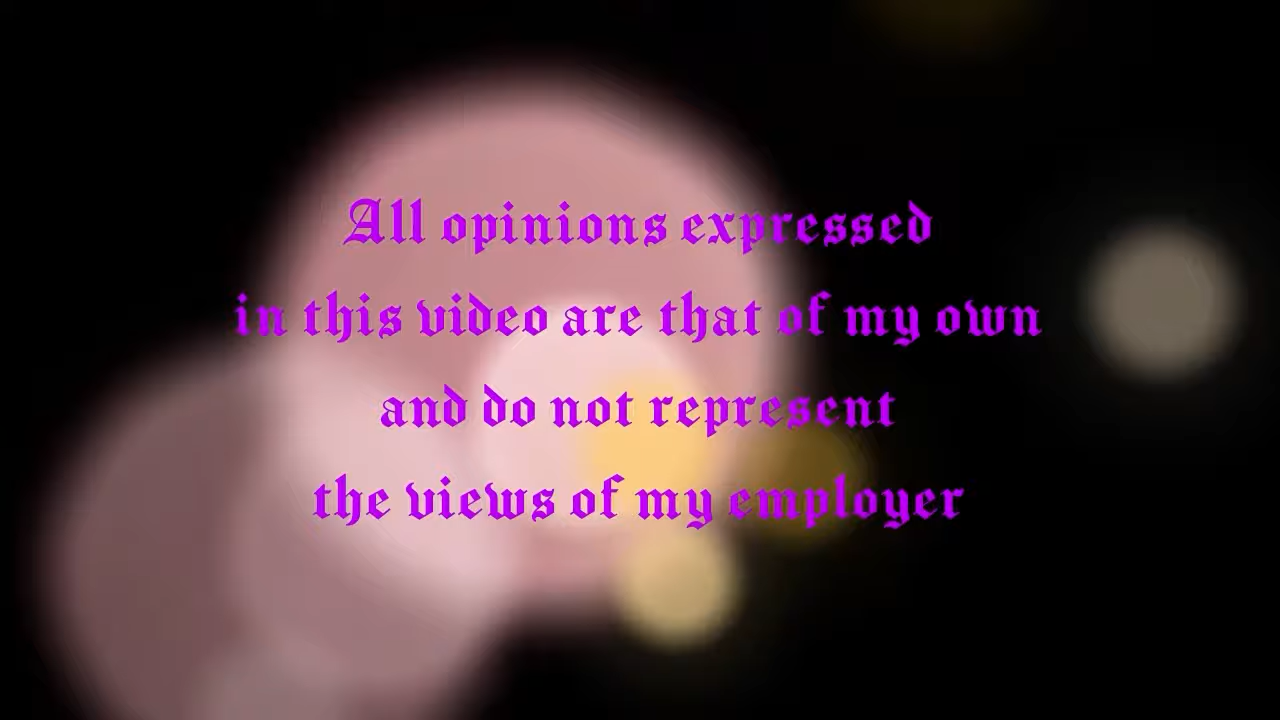 All opinions expressed
in this video are that of my own
and do not represent
the views of my employer